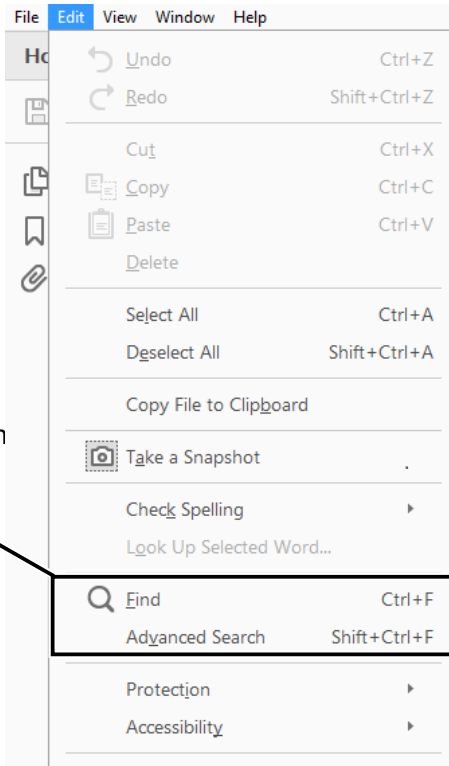 File Edit View Window Help
Ho
Undo Ctrl+Z
Redo Shift+Ctrl+Z
Cut Ctrl+X
Copy Ctrl+C
Paste Ctrl+V
Delete
Select All Ctrl+A
Deselect All Shift+Ctrl+A
Copy File to Clipboard
Take a Snapshot
Check Spelling
Look Up Selected Word...
Find Ctrl+F
Advanced Search Shift+Ctrl+F
Protection
Accessibility